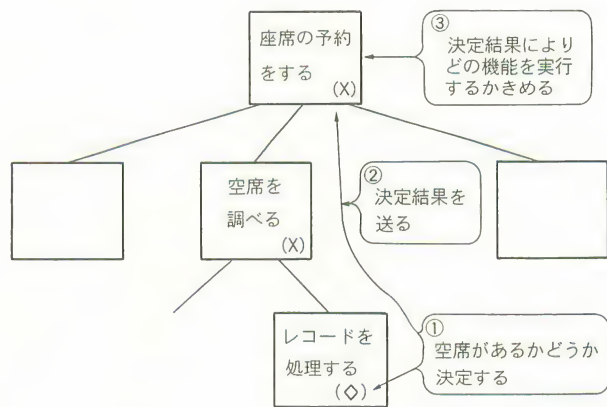 座席の予約
をする
(X)
③
決定結果により
どの機能を実行
するかきめる
空席を
調べる
(X)
②
決定結果を
送る
レコードを
処理する
(◇)
①
空席があるかどうか
決定する